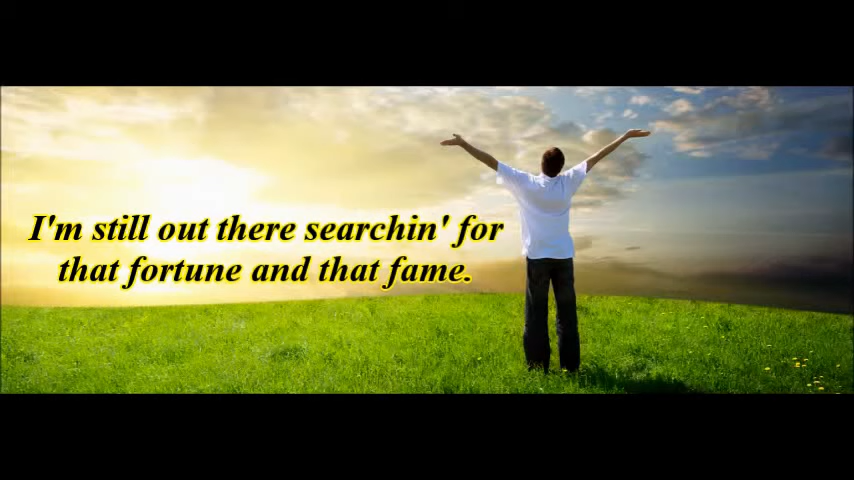 I'm still out there searchin' for
that fortune and that fame.